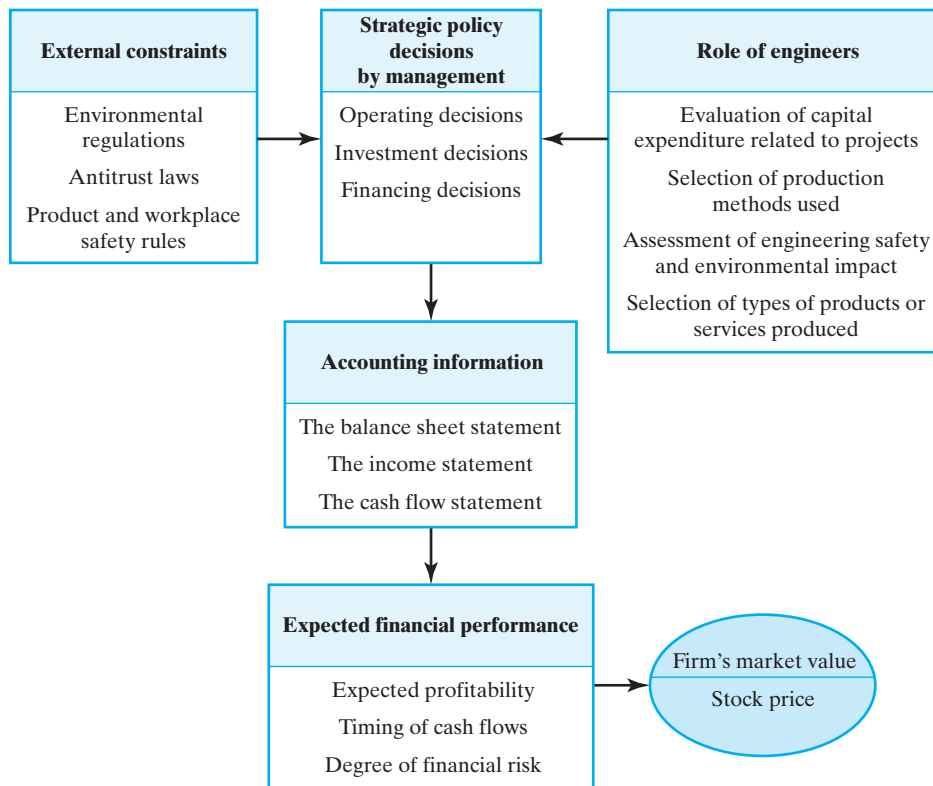 External constraints
Environmental
regulations
Antitrust laws
Product and workplace
safety rules
Strategic policy
decisions
by management
Operating decisions
Investment decisions
Financing decisions
Role of engineers
Evaluation of capital
expenditure related to projects
Selection of production
methods used
Assessment of engineering safety
and environmental impact
Selection of types of products or
services produced
Accounting information
The balance sheet statement
The income statement
The cash flow statement
Expected financial performance
Expected profitability
Timing of cash flows
Degree of financial risk
Firm’s market value
Stock price